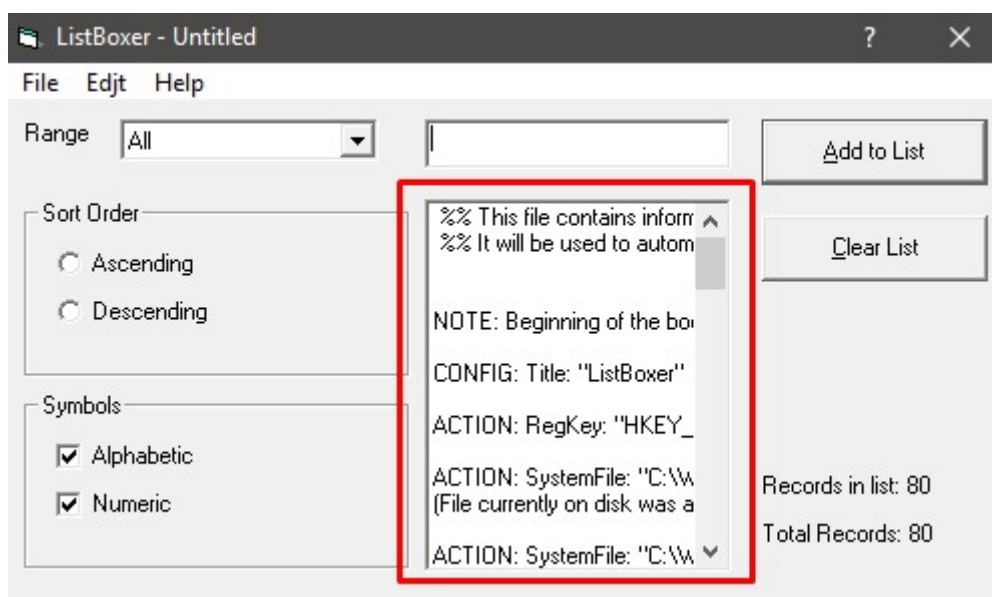 ListBoxer - Untitled ?
File Edjt Help
Range All
Add to List
Sort Order
Ascending
Descending
%% This file contains inform
%% It will be used to autom
NOTE: Beginning of the bo
CONFIG: Title: "ListBoxer"
ACTION: RegKey: "HKEY_
ACTION: SystemFile: "C:\W
(File currently on disk was a
ACTION: SystemFile: "C:\W
Clear List
Symbols
Alphabetic
Numeric
Records in list: 80
Total Records: 80